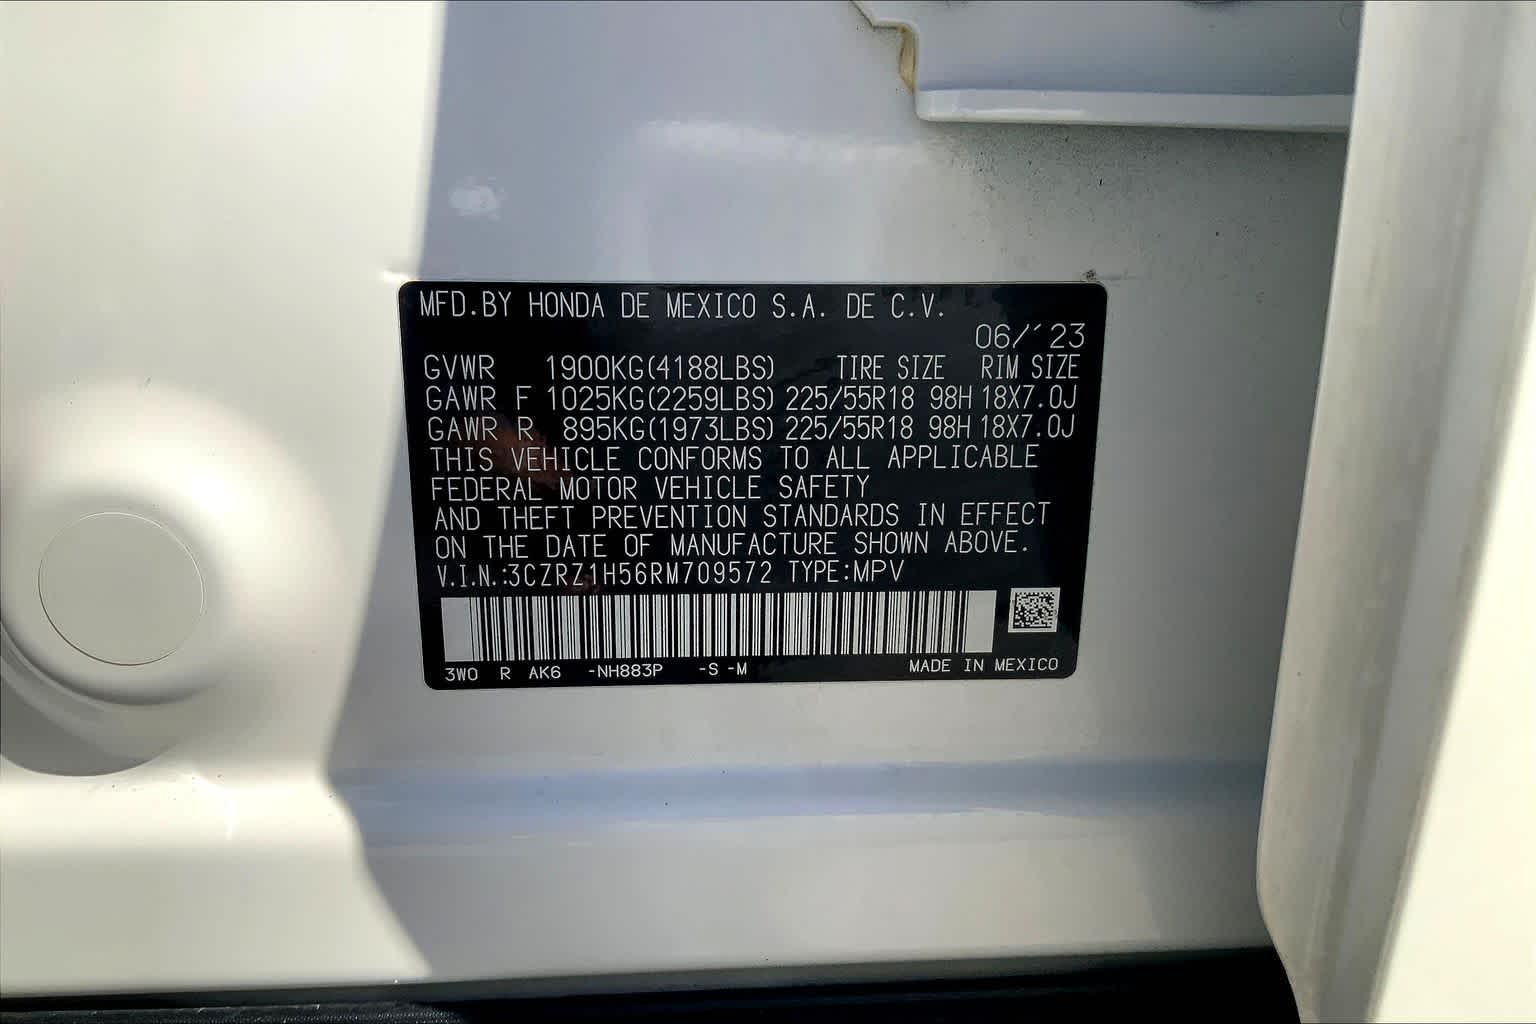 MFD.BY HONDA DE MEXICO S.A. DE C.V.
06/´23
GVWR 1900KG(4188LBS) TIRE SIZE RIM SIZE
GAWR F 1025KG(2259LBS) 225/55R18 98H 18X7.0J
GAWR R 895KG(1973LBS) 225/55R18 98H 18X7.0J
THIS VEHICLE CONFORMS TO ALL APPLICABLE
FEDERAL MOTOR VEHICLE SAFETY
AND THEFT PREVENTION STANDARDS IN EFFECT
ON THE DATE OF MANUFACTURE SHOWN ABOVE.
V.I.N.:3CZRZ1H56RM709572 TYPE:MPV
3W0 R AK6 -NH883P -S -M MADE IN MEXICO